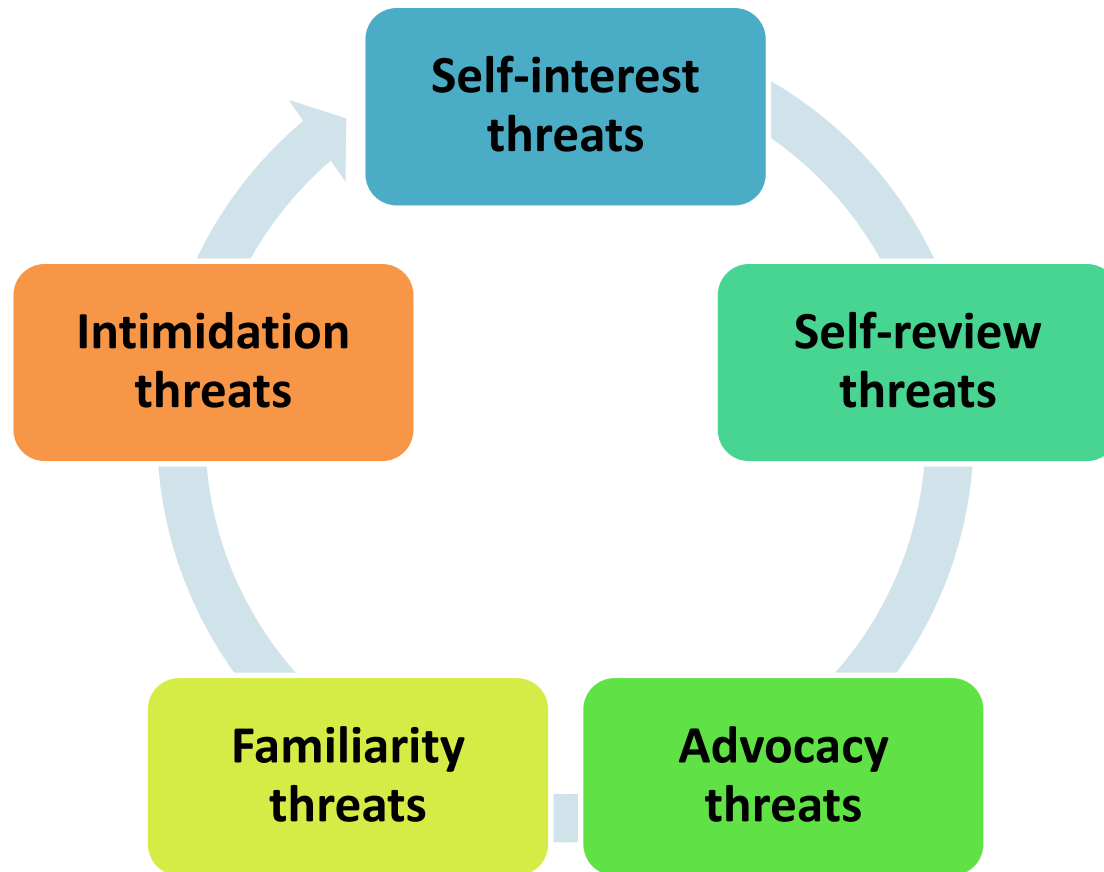 Self-interest
threats
Self-review
threats
Advocacy
threats
Familiarity
threats
Intimidation
threats